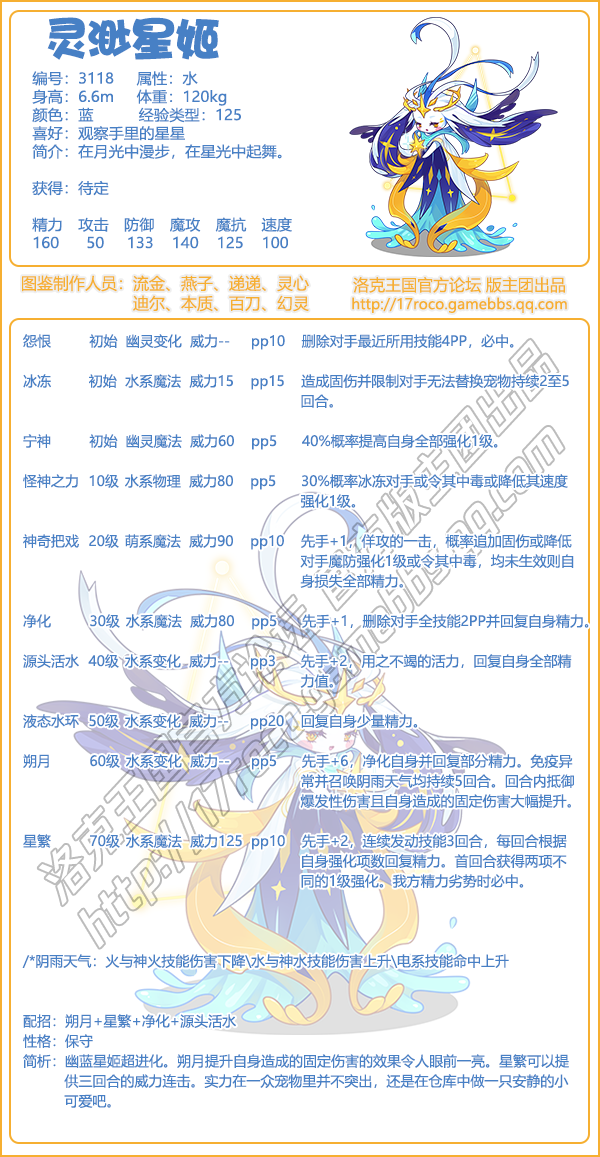 灵渺星姬
编号：3118 属性：水
身高：6.6m 体重：120kg
颜色：蓝 经验类型：125
喜好：观察手里的星星
简介：在月光中漫步，在星光中起舞。
获得：待定
精力 攻击 防御 魔攻 魔抗 速度
160 50 133 140 125 100
图鉴制作人员：流金、燕子、递递、灵心
迪尔、本质、百刀、幻灵
洛克王国官方论坛 版主团出品
http://17roco.gamebbs.qq.com
怨恨 初始 幽灵变化 威力-- pp10 删除对手最近所用技能4PP，必中。
冰冻 初始 水系魔法 威力15 pp15 造成固伤并限制对手无法替换宠物持续2至5
回合。
宁神 初始 幽灵魔法 威力60 pp5 40%概率提高自身全部强化1级。
怪神之力 10级 水系物理 威力80 pp5 30%概率冰冻对手或令其中毒或降低其速度
强化1级。
神奇把戏 20级 萌系魔法 威力90 pp10 先手+1，佯攻的一击，概率追加固伤或降低
对手魔防强化1级或令其中毒，均未生效则自
身损失全部精力。
净化 30级 水系魔法 威力80 pp5 先手+1，删除对手全技能2PP并回复自身精力。
源头活水 40级 水系变化 威力-- pp3 先手+2，用之不竭的活力，回复自身全部精
力值。
液态水环 50级 水系变化 威力-- pp20 回复自身少量精力。
朔月 60级 水系变化 威力-- pp5 先手+6，净化自身并回复部分精力。免疫异
常并召唤阴雨天气均持续5回合。回合内抵御
爆发性伤害且自身造成的固定伤害大幅提升。
星繁 70级 水系魔法 威力125 pp10 先手+2，连续发动技能3回合，每回合根据
自身强化项数回复精力。首回合获得两项不
同的1级强化。我方精力劣势时必中。
/*阴雨天气：火与神火技能伤害下降\水与神水技能伤害上升\电系技能命中上升
配招：朔月+星繁+净化+源头活水
性格：保守
简析：幽蓝星姬超进化。朔月提升自身造成的固定伤害的效果令人眼前一亮。星繁可以提
供三回合的威力连击。实力在一众宠物里并不突出，还是在仓库中做一只安静的小
可爱吧。
洛克王国官方论坛 官方版主团出品
http://17roco.gamebbs.qq.com